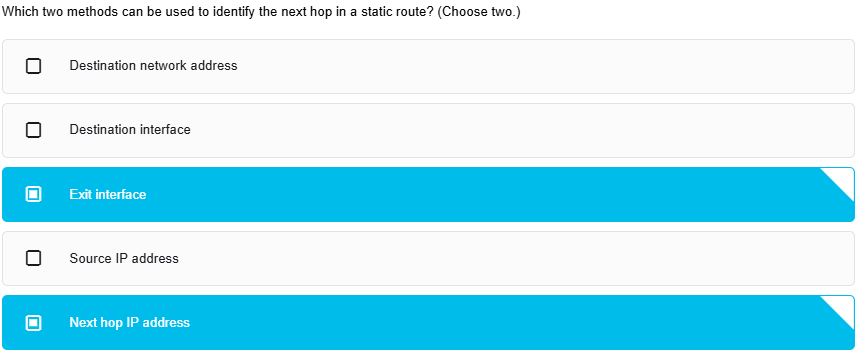 Which two methods can be used to identify the next hop in a static route? (Choose two.)
Destination network address
Destination interface
Exit interface
Source IP address
Next hop IP address